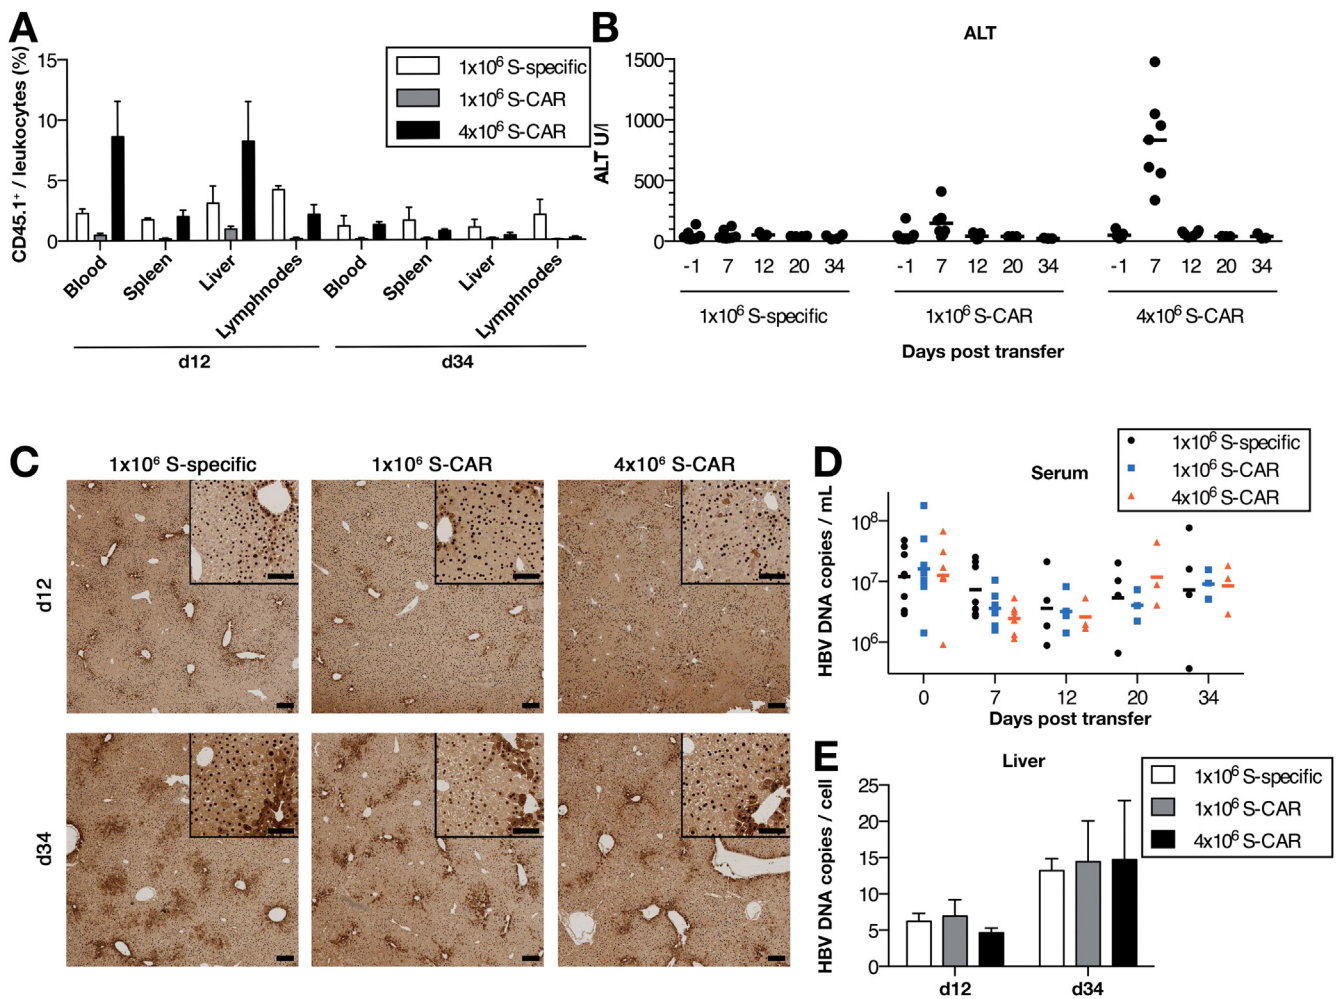 A
CD45.1⁺ / leukocytes (%)
15
10
5
0
1x10⁶ S-specific
1x10⁶ S-CAR
4x10⁶ S-CAR
Blood
Spleen
Liver
Lymphnodes
Blood
Spleen
Liver
Lymphnodes
d12
d34
B
ALT
ALT U/l
1500
1000
500
0
-1 7 12 20 34
-1 7 12 20 34
-1 7 12 20 34
1x10⁶ S-specific
1x10⁶ S-CAR
4x10⁶ S-CAR
Days post transfer
C
1x10⁶ S-specific
1x10⁶ S-CAR
4x10⁶ S-CAR
d12
d34
D
Serum
1x10⁶ S-specific
1x10⁶ S-CAR
4x10⁶ S-CAR
HBV DNA copies / mL
10⁸
10⁷
10⁶
0 7 12 20 34
Days post transfer
E
Liver
1x10⁶ S-specific
1x10⁶ S-CAR
4x10⁶ S-CAR
HBV DNA copies / cell
25
20
15
10
5
0
d12
d34